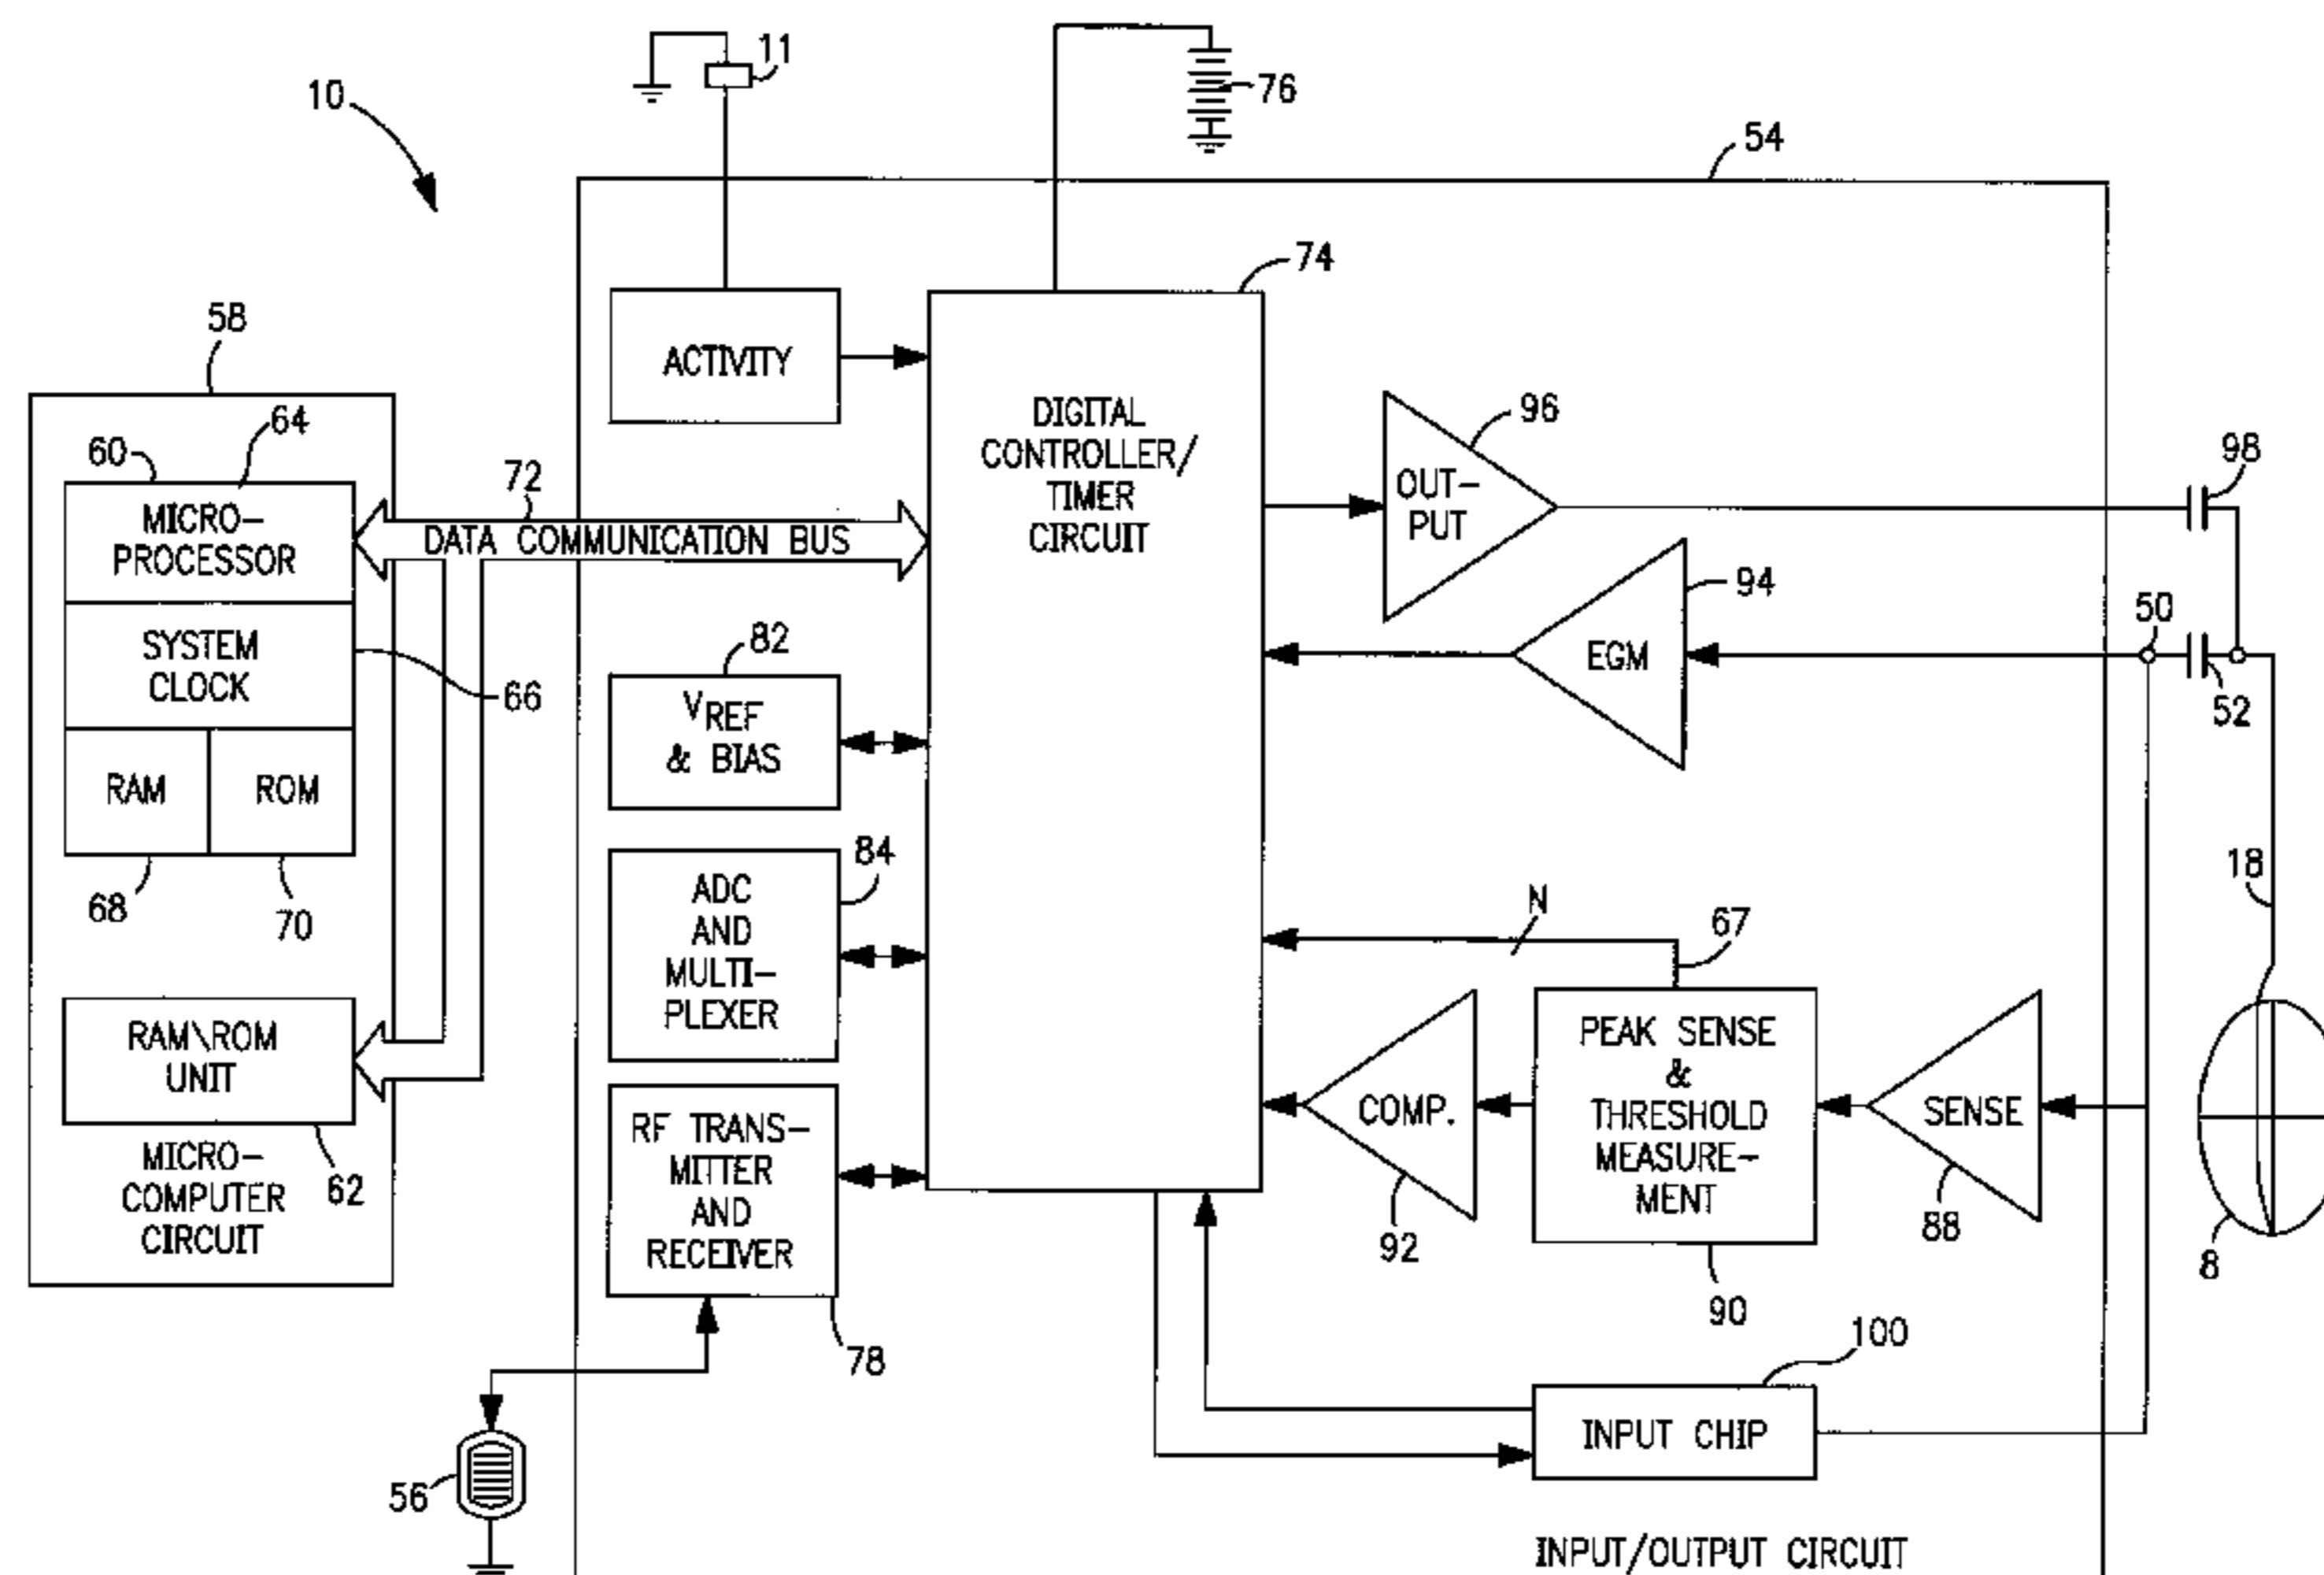 11
76
10
54
74
58
ACTIVITY
64
DIGITAL
CONTROLLER/
TIMER
CIRCUIT
96
60
72
98
OUT-
PUT
MICRO-
PROCESSOR
DATA COMMUNICATION BUS
94
50
82
SYSTEM
CLOCK
EGM
66
52
VREF
& BIAS
RAM
ROM
84
18
68
70
ADC
AND
MULTI-
PLEXER
N
67
RAM\ROM
UNIT
PEAK SENSE
&
THRESHOLD
MEASURE-
MENT
COMP.
SENSE
RF TRANS-
MITTER
AND
RECEIVER
MICRO-
COMPUTER
CIRCUIT
62
92
88
8
90
78
100
INPUT CHIP
56
INPUT/OUTPUT CIRCUIT